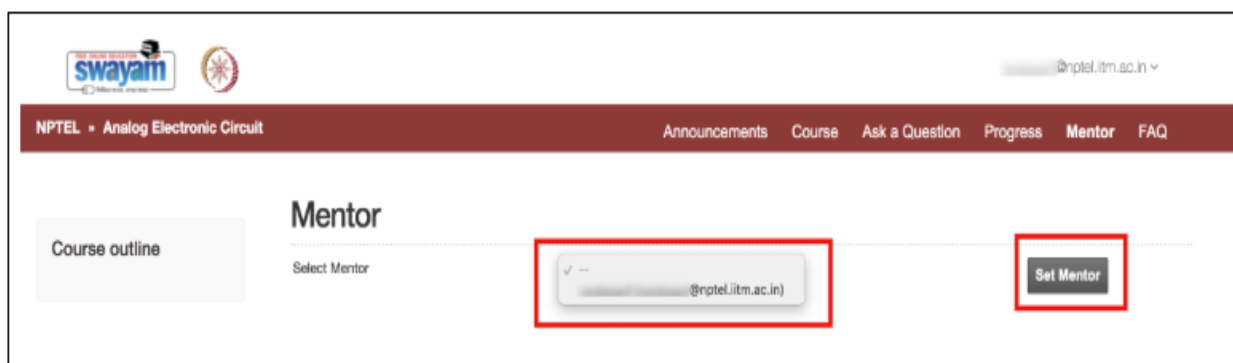 swayam
@nptel.iitm.ac.in
NPTEL » Analog Electronic Circuit
Announcements Course Ask a Question Progress Mentor FAQ
Mentor
Course outline
Select Mentor
✓ --
@nptel.iitm.ac.in)
Set Mentor